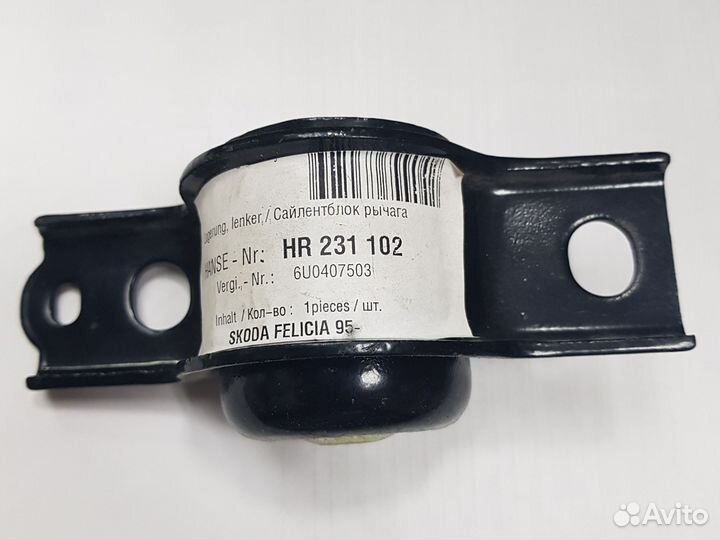 lenker / Сайлентблок рычага
HANSE - Nr.: HR 231 102
Vergl.- Nr.: 6U0407503
Inhalt / Кол-во : 1pieces / шт.
SKODA FELICIA 95-
Avito